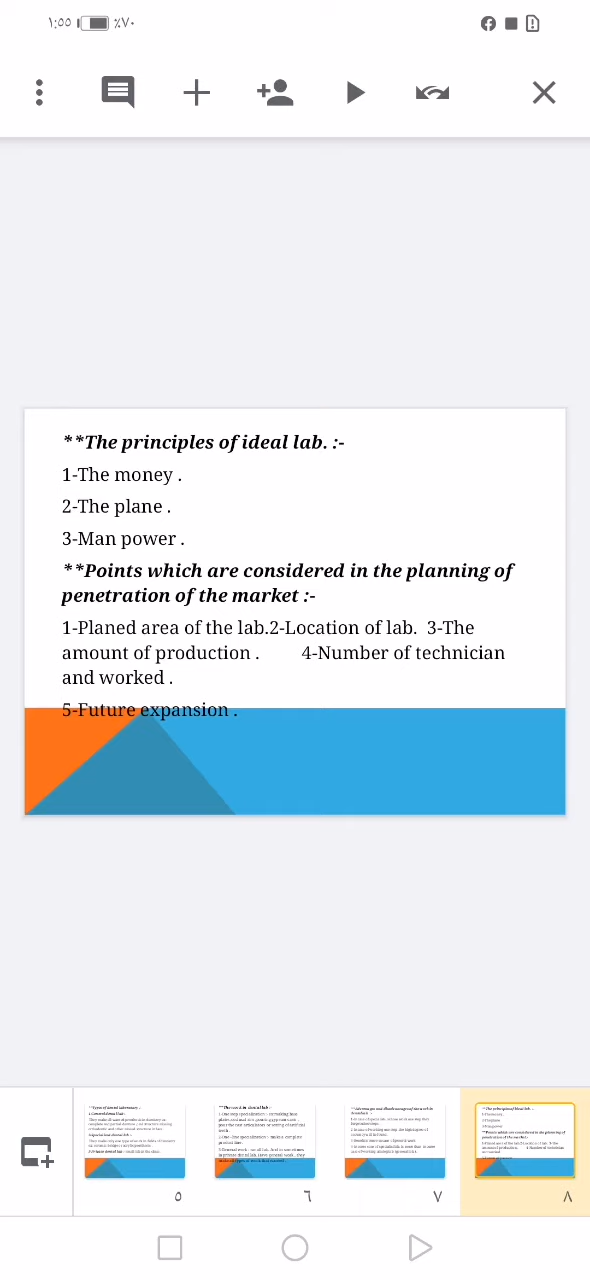 ١:٥٥ ٪٧٠
**The principles of ideal lab. :-
1-The money .
2-The plane .
3-Man power .
**Points which are considered in the planning of
penetration of the market :-
1-Planed area of the lab.2-Location of lab. 3-The
amount of production . 4-Number of technician
and worked .
5-Future expansion .
٥ ٦ ٧ ٨